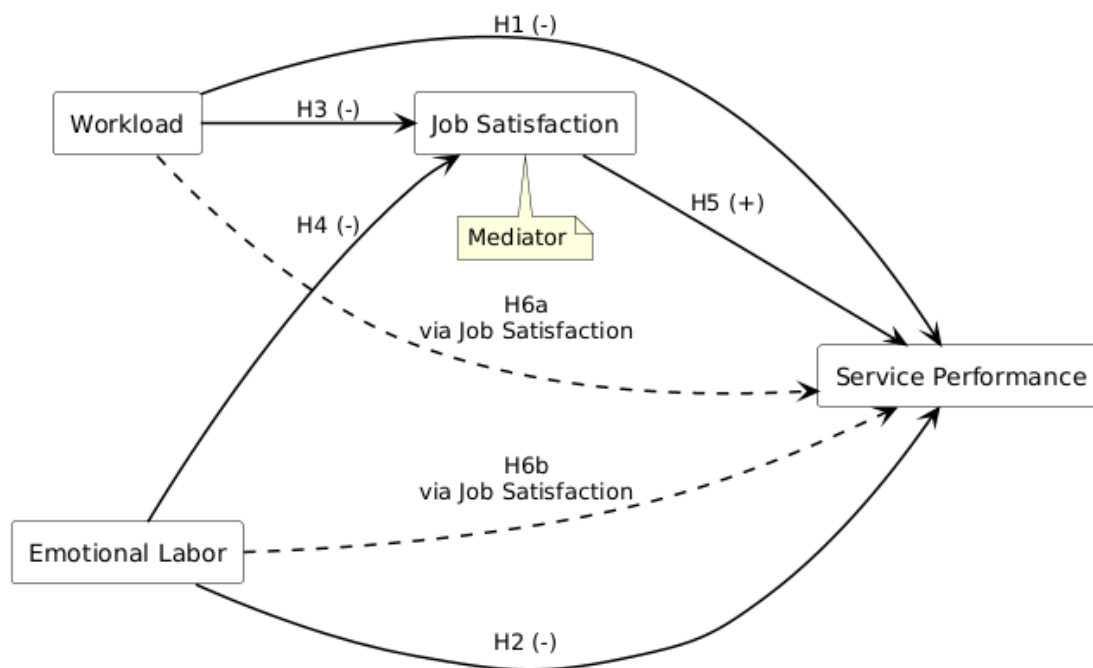 H1 (-)
Workload
H3 (-)
Job Satisfaction
H5 (+)
H4 (-)
Mediator
H6a
via Job Satisfaction
Service Performance
H6b
via Job Satisfaction
Emotional Labor
H2 (-)